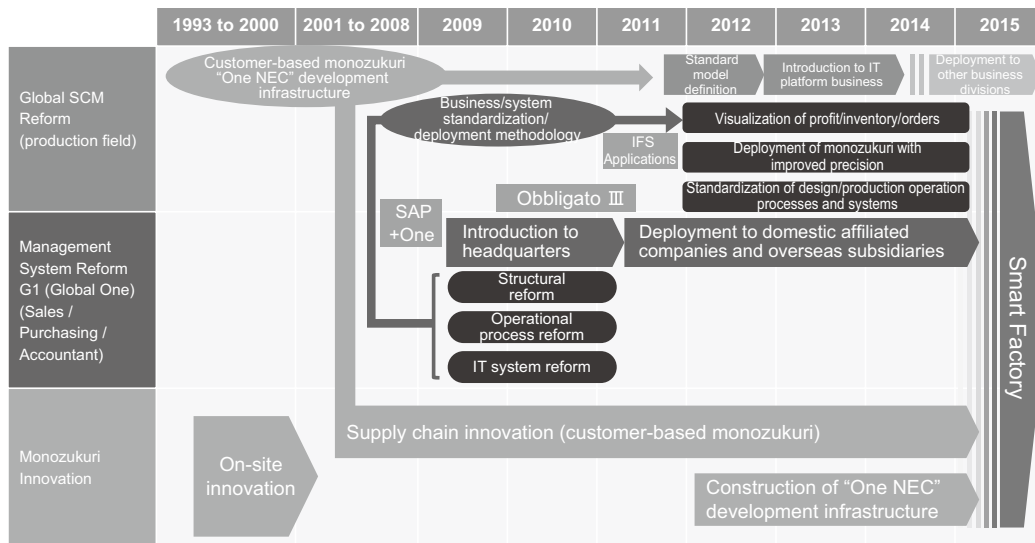 1993 to 2000
2001 to 2008
2009
2010
2011
2012
2013
2014
2015
Global SCM
Reform
(production field)
Customer-based monozukuri
“One NEC” development
infrastructure
Standard
model
definition
Introduction to IT
platform business
Deployment to
other business
divisions
Business/system
standardization/
deployment methodology
IFS
Applications
Visualization of profit/inventory/orders
Deployment of monozukuri with
improved precision
Standardization of design/production operation
processes and systems
Obbligato Ⅲ
Management
System Reform
G1 (Global One)
(Sales /
Purchasing /
Accountant)
SAP
+One
Introduction to
headquarters
Deployment to domestic affiliated
companies and overseas subsidiaries
Structural
reform
Operational
process reform
IT system reform
Smart Factory
Monozukuri
Innovation
On-site
innovation
Supply chain innovation (customer-based monozukuri)
Construction of “One NEC”
development infrastructure